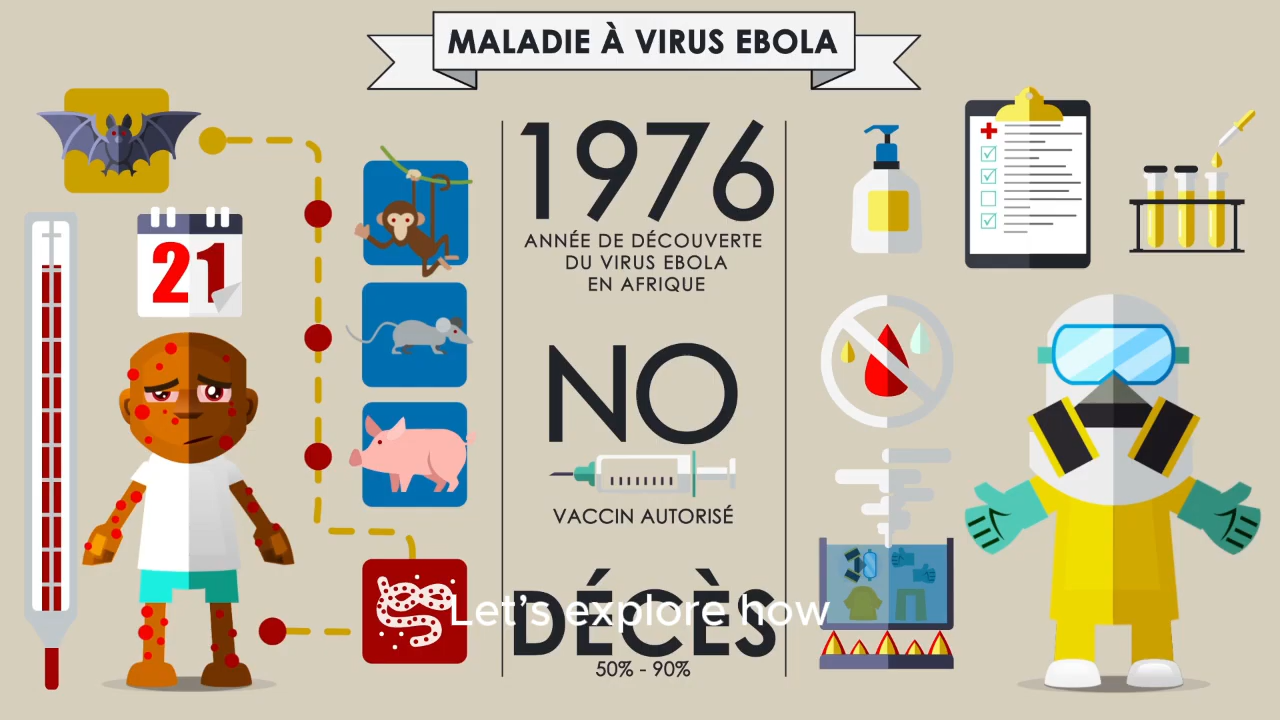 MALADIE À VIRUS EBOLA
21
1976
ANNÉE DE DÉCOUVERTE
DU VIRUS EBOLA
EN AFRIQUE
NO
VACCIN AUTORISÉ
DÉCÈS
Let's explore how
50% - 90%